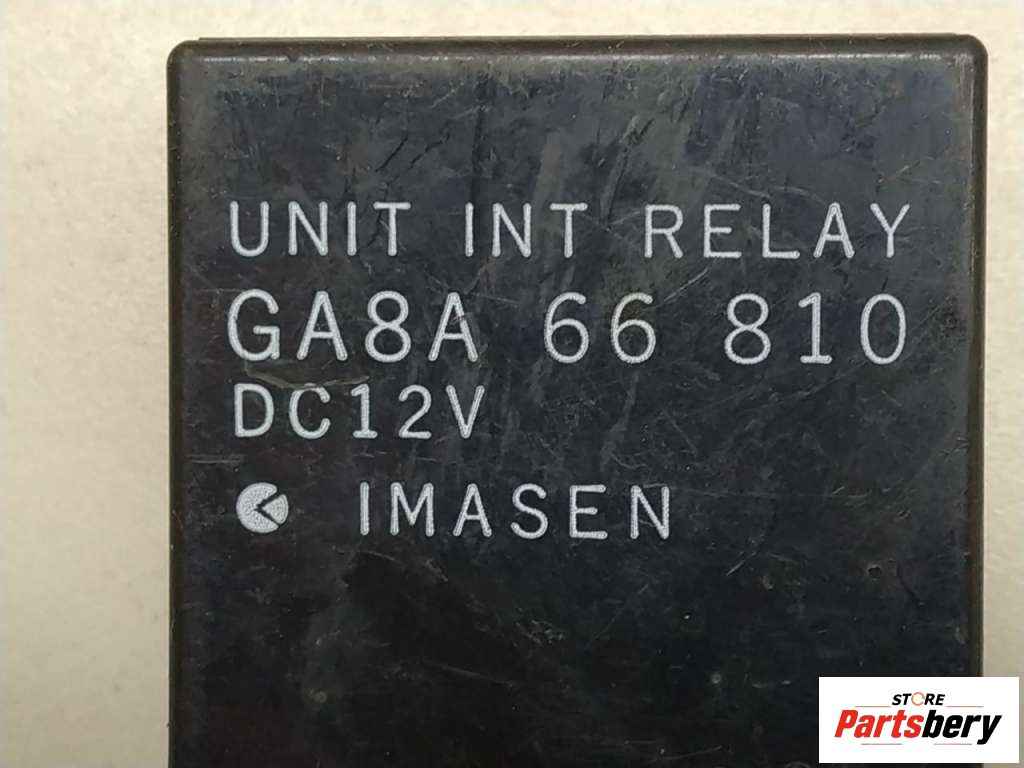 UNIT INT RELAY
GA8A 66 810
DC12V
IMASEN
STORE
Partsbery